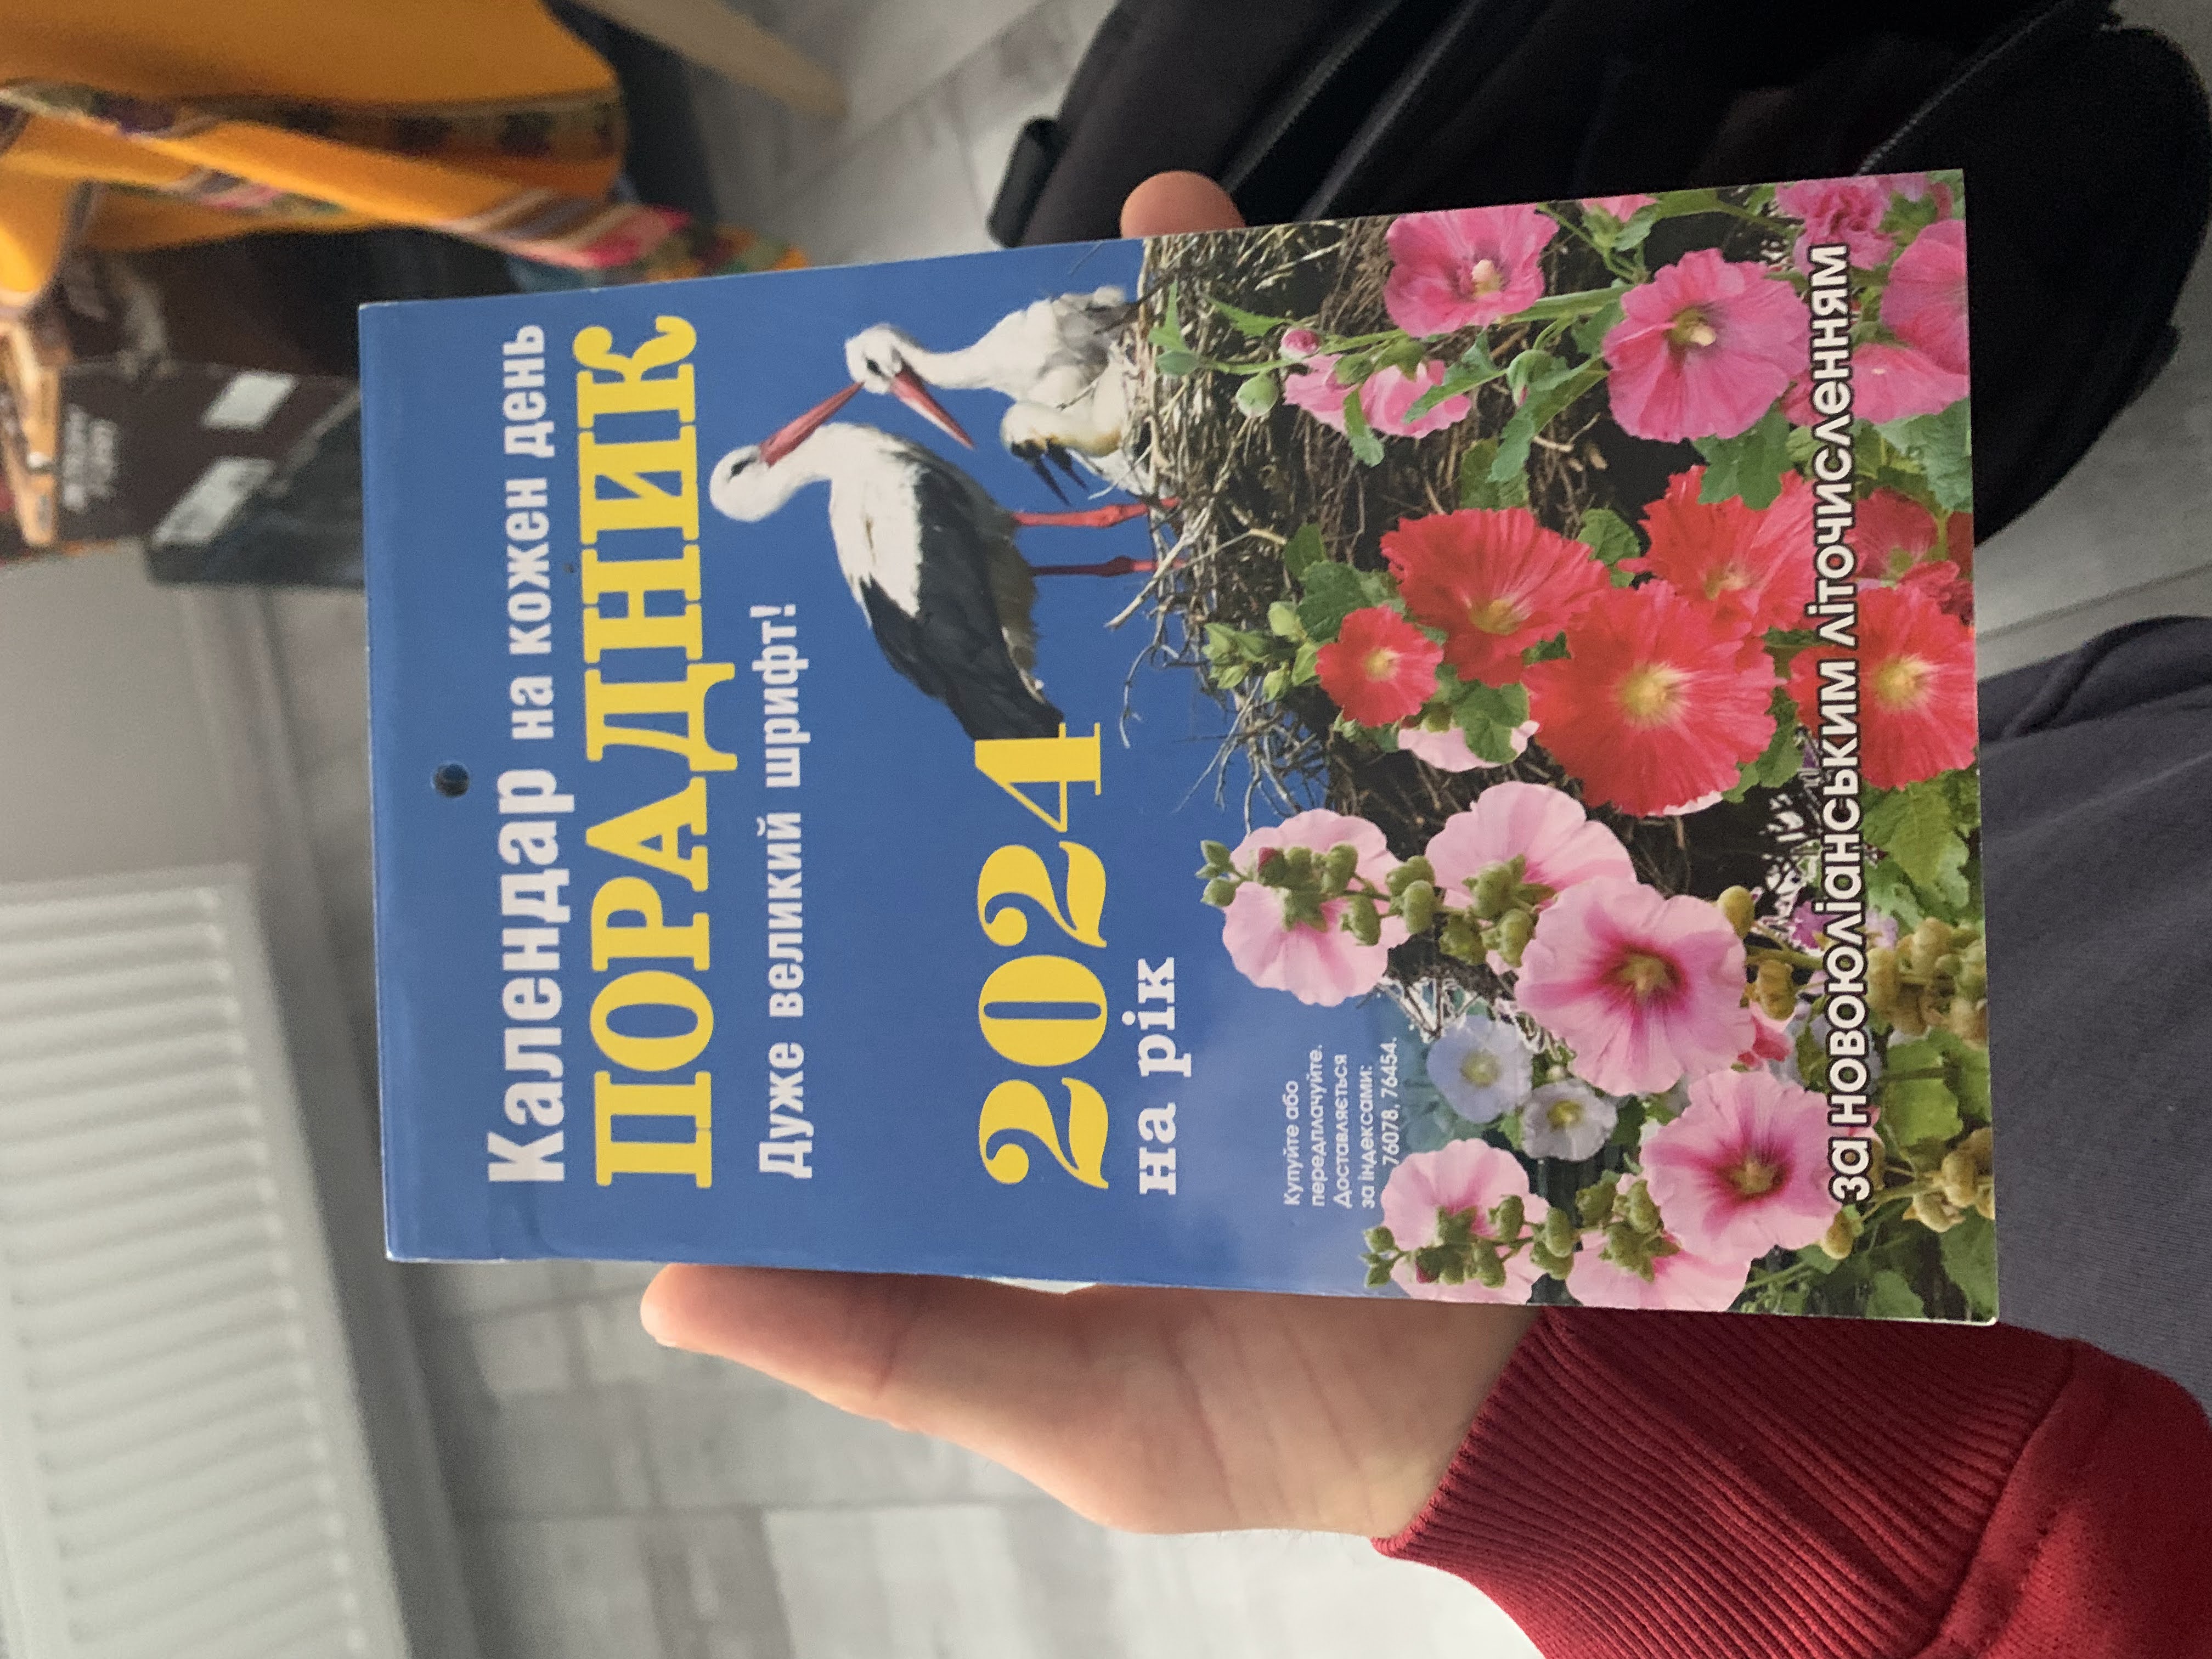 Календар на кожен день
ПОРАДНИК
Дуже великий шрифт!
2024
на рік
Купуйте або
передплачуйте.
Доставляється
за індексами:
76078, 76454.
за новоюліанським літочисленням